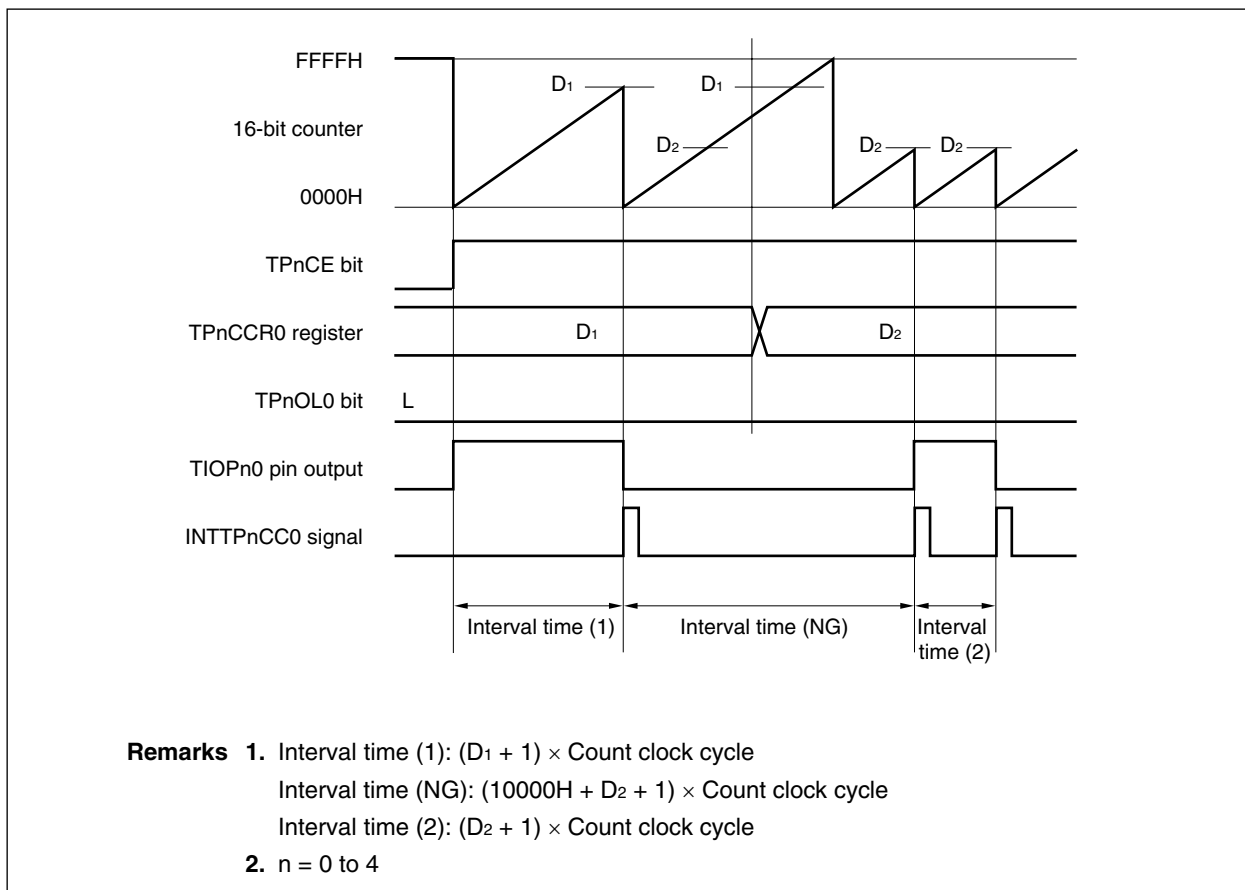 FFFFH
D1
D1
16-bit counter
D2
D2
D2
0000H
TPnCE bit
TPnCCR0 register
D1
D2
TPnOL0 bit
L
TIOPn0 pin output
INTTPnCC0 signal
Interval time (1)
Interval time (NG)
Interval
time (2)
Remarks 1. Interval time (1): (D1 + 1) × Count clock cycle
Interval time (NG): (10000H + D2 + 1) × Count clock cycle
Interval time (2): (D2 + 1) × Count clock cycle
2. n = 0 to 4